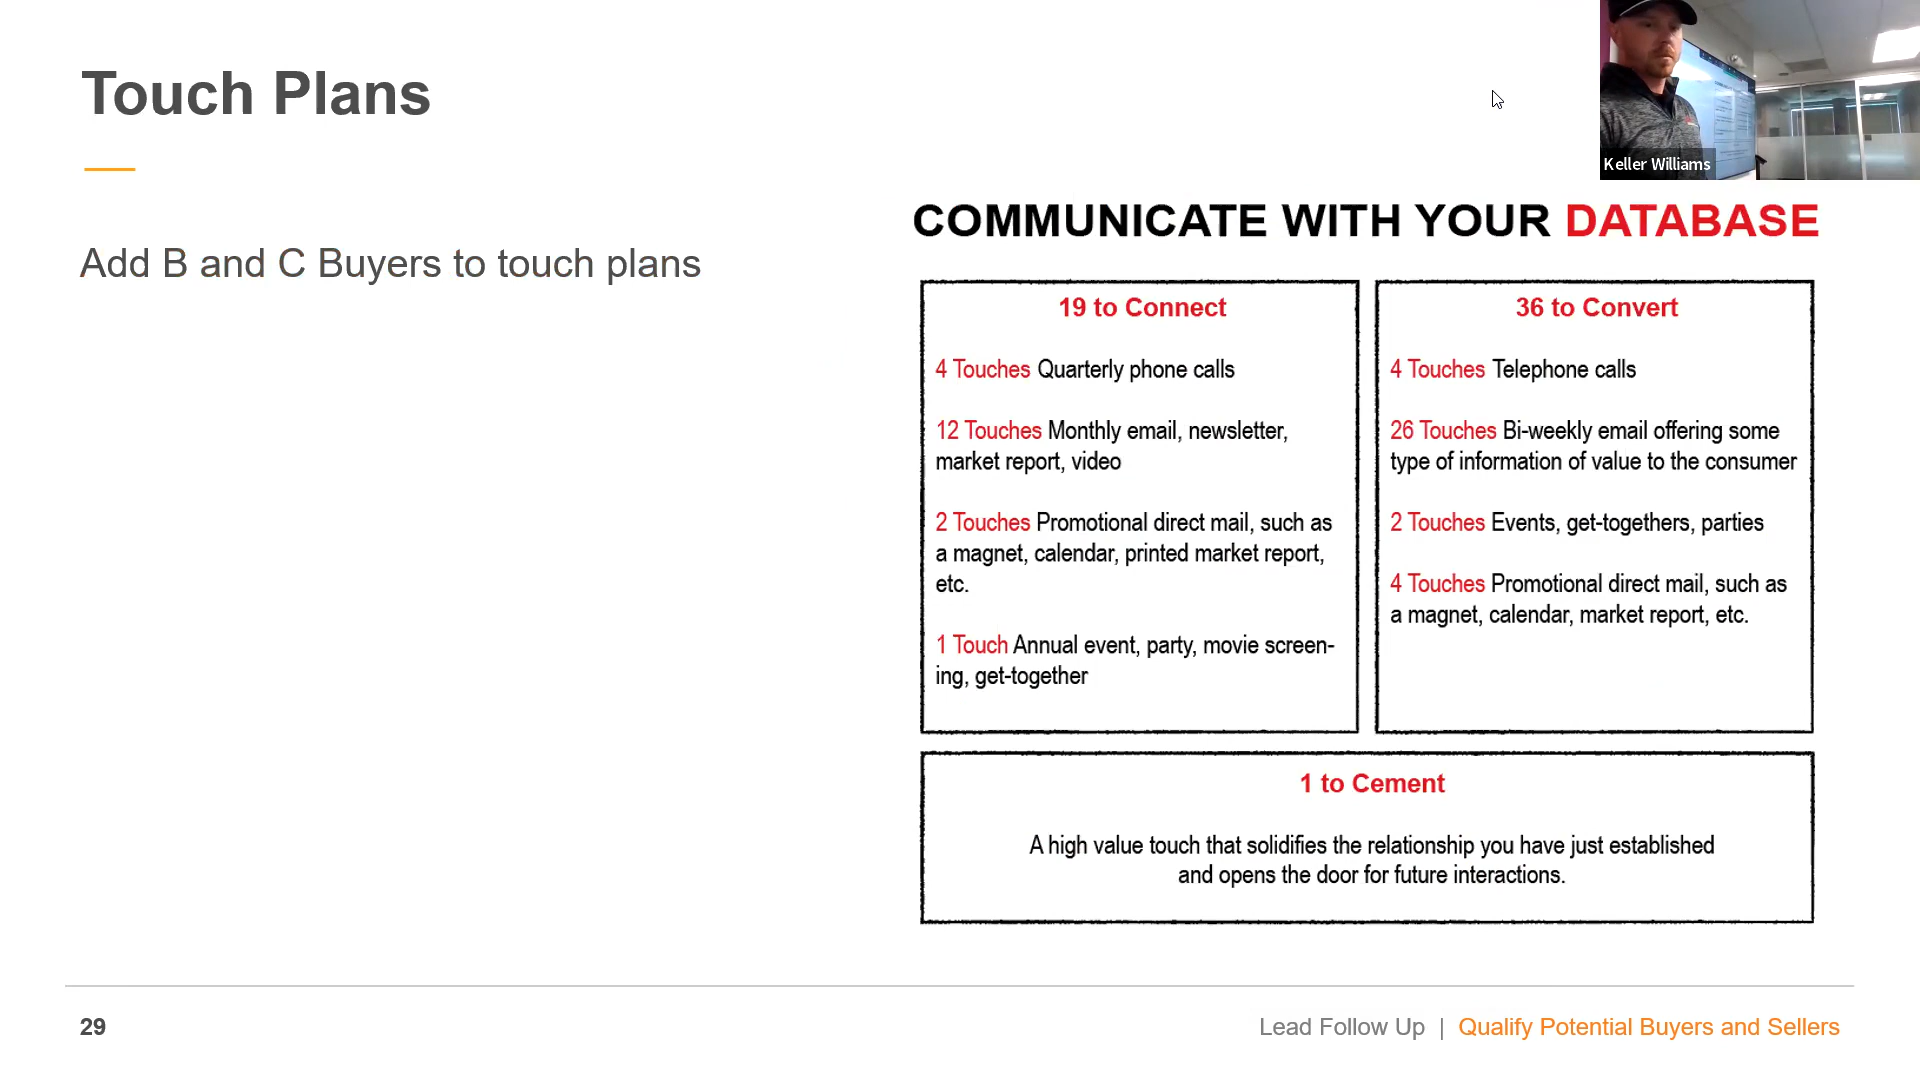 Touch Plans
Keller Williams
Add B and C Buyers to touch plans
COMMUNICATE WITH YOUR DATABASE
19 to Connect
4 Touches Quarterly phone calls
12 Touches Monthly email, newsletter,
market report, video
2 Touches Promotional direct mail, such as
a magnet, calendar, printed market report,
etc.
1 Touch Annual event, party, movie screen-
ing, get-together
36 to Convert
4 Touches Telephone calls
26 Touches Bi-weekly email offering some
type of information of value to the consumer
2 Touches Events, get-togethers, parties
4 Touches Promotional direct mail, such as
a magnet, calendar, market report, etc.
1 to Cement
A high value touch that solidifies the relationship you have just established
and opens the door for future interactions.
29
Lead Follow Up | Qualify Potential Buyers and Sellers